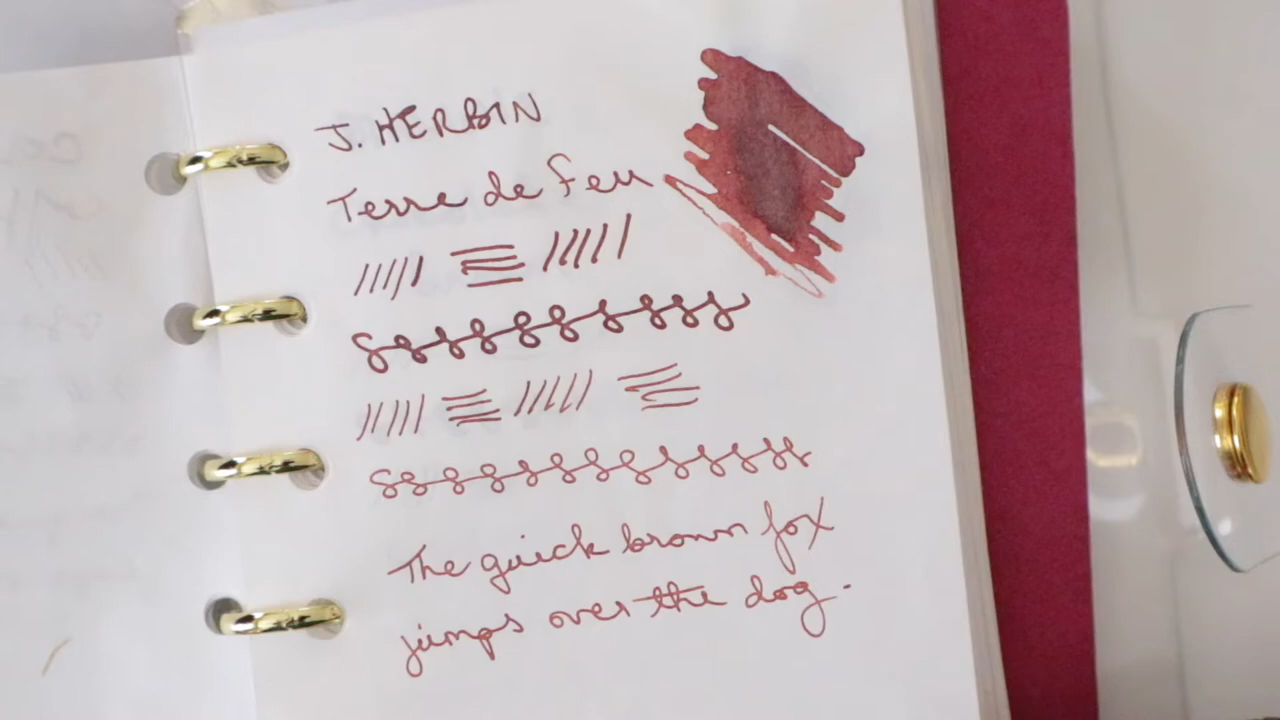 J. HERBIN
Terre de feu
The quick brown fox
jumps over the dog.